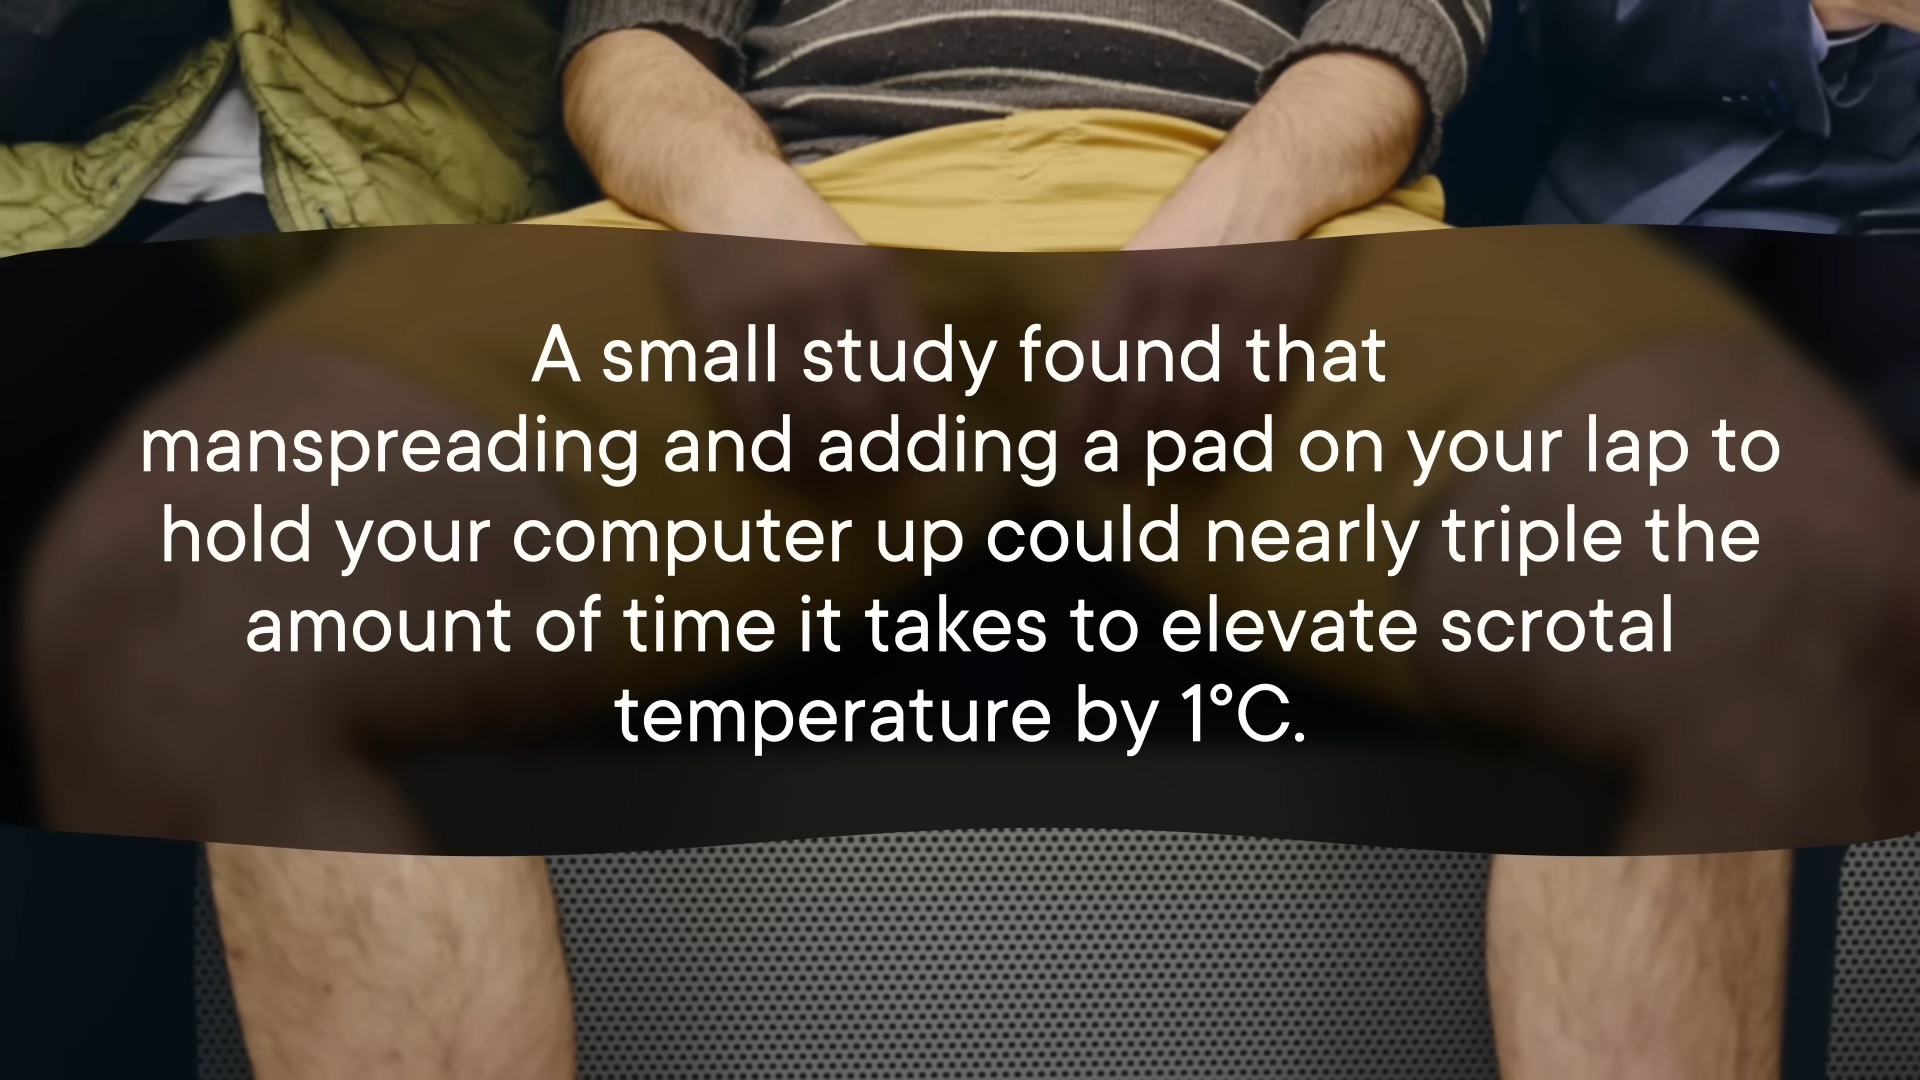 A small study found that
manspreading and adding a pad on your lap to
hold your computer up could nearly triple the
amount of time it takes to elevate scrotal
temperature by 1°C.